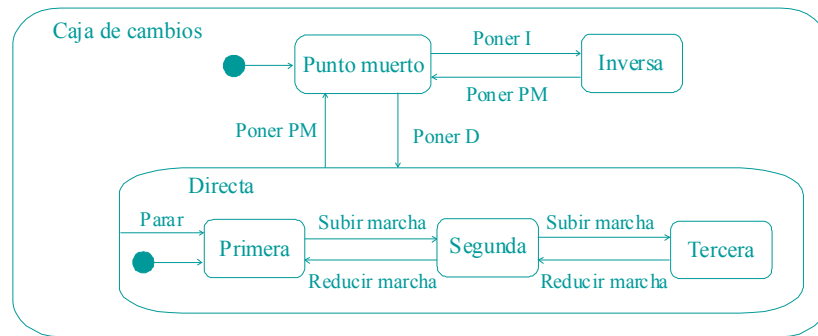 Caja de cambios
Poner I
Punto muerto
Inversa
Poner PM
Poner PM
Poner D
Directa
Parar
Subir marcha
Subir marcha
Primera
Segunda
Tercera
Reducir marcha
Reducir marcha